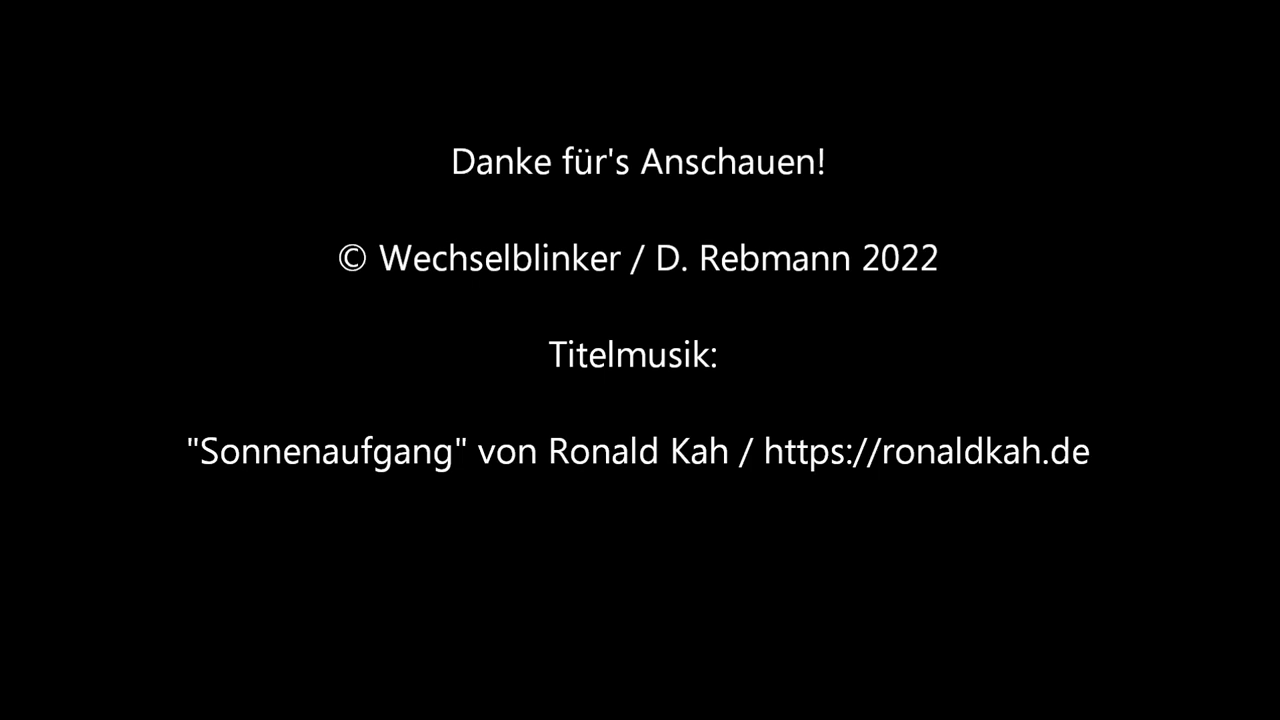 Danke für's Anschauen!
© Wechselblinker / D. Rebmann 2022
Titelmusik:
"Sonnenaufgang" von Ronald Kah / https://ronaldkah.de